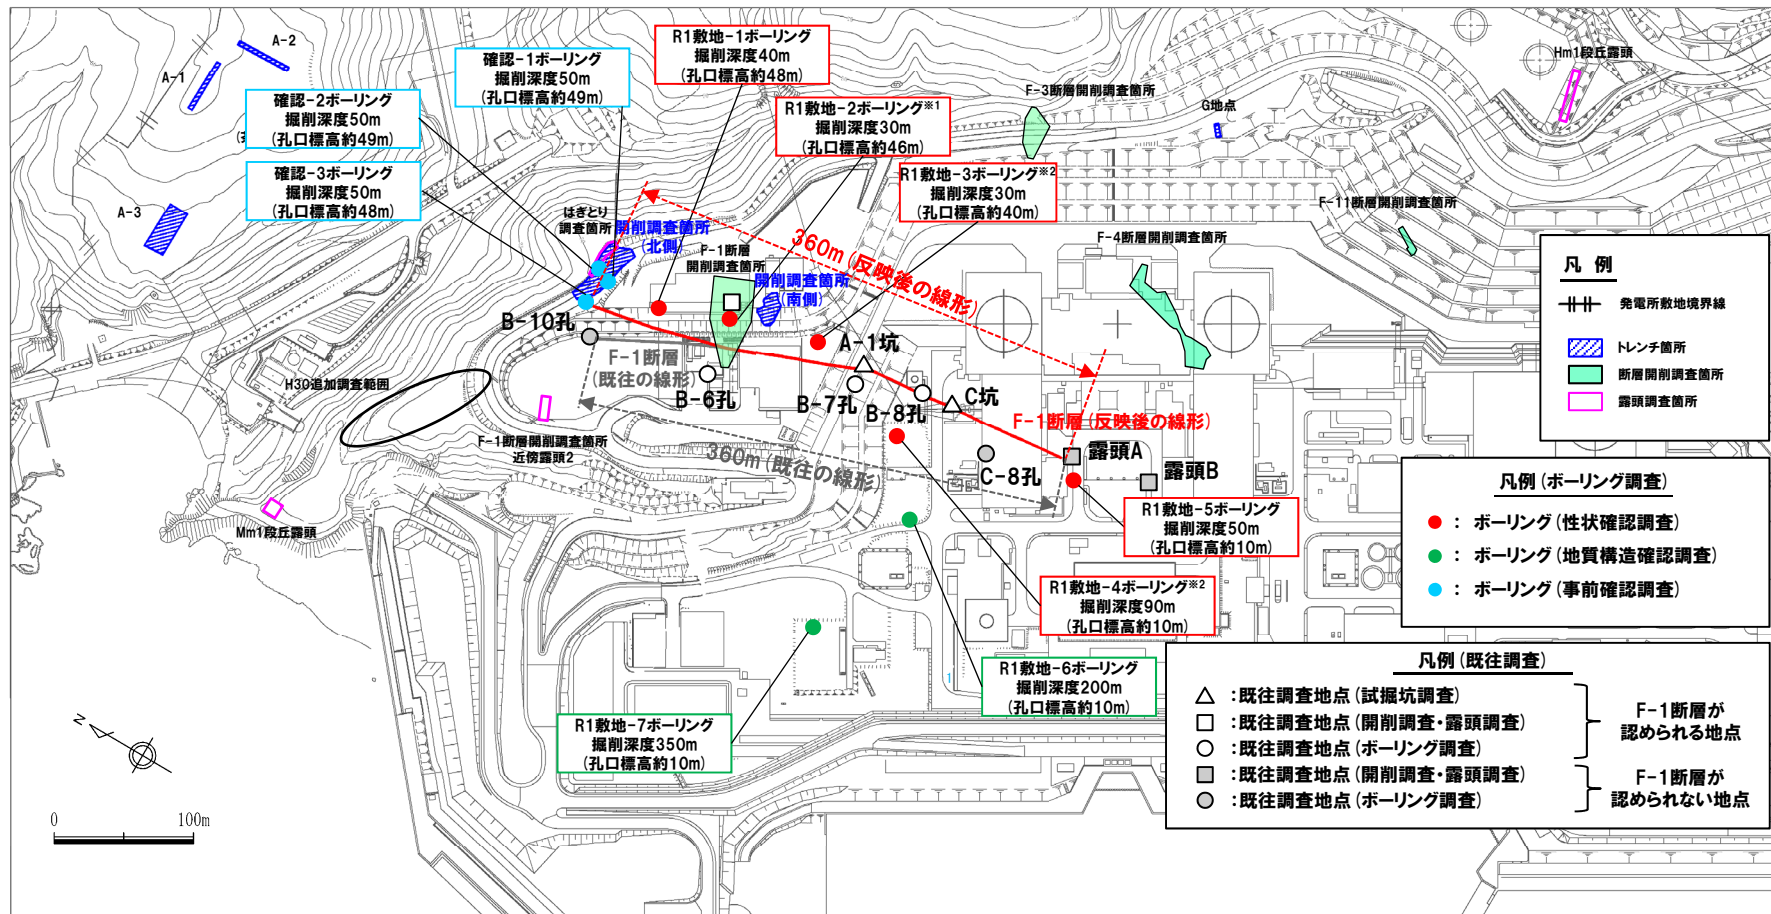 A-2
A-1
A-3
確認-1ボーリング
掘削深度50m
(孔口標高約49m)
確認-2ボーリング
掘削深度50m
(孔口標高約49m)
確認-3ボーリング
掘削深度50m
(孔口標高約48m)
R1敷地-1ボーリング
掘削深度40m
(孔口標高約48m)
R1敷地-2ボーリング※1
掘削深度30m
(孔口標高約46m)
R1敷地-3ボーリング※2
掘削深度30m
(孔口標高約40m)
F-3断層開削調査箇所
G地点
Hm1段丘露頭
F-11断層開削調査箇所
F-4断層開削調査箇所
はぎとり
調査箇所
開削調査箇所
(北側)
F-1断層
開削調査箇所
開削調査箇所
(南側)
360m(反映後の線形)
B-10孔
F-1断層
(既往の線形)
B-6孔
A-1坑
B-7孔
B-8孔
C坑
F-1断層(反映後の線形)
露頭A
露頭B
C-8孔
360m(既往の線形)
H30追加調査範囲
F-1断層開削調査箇所
近傍露頭2
Mm1段丘露頭
R1敷地-5ボーリング
掘削深度50m
(孔口標高約10m)
R1敷地-4ボーリング※2
掘削深度90m
(孔口標高約10m)
R1敷地-6ボーリング
掘削深度200m
(孔口標高約10m)
R1敷地-7ボーリング
掘削深度350m
(孔口標高約10m)
凡 例
発電所敷地境界線
トレンチ箇所
断層開削調査箇所
露頭調査箇所
凡例(ボーリング調査)
: ボーリング(性状確認調査)
: ボーリング(地質構造確認調査)
: ボーリング(事前確認調査)
凡例(既往調査)
:既往調査地点(試掘坑調査)
:既往調査地点(開削調査・露頭調査)
:既往調査地点(ボーリング調査)
F-1断層が
認められる地点
:既往調査地点(開削調査・露頭調査)
:既往調査地点(ボーリング調査)
F-1断層が
認められない地点
N
0 100m
1